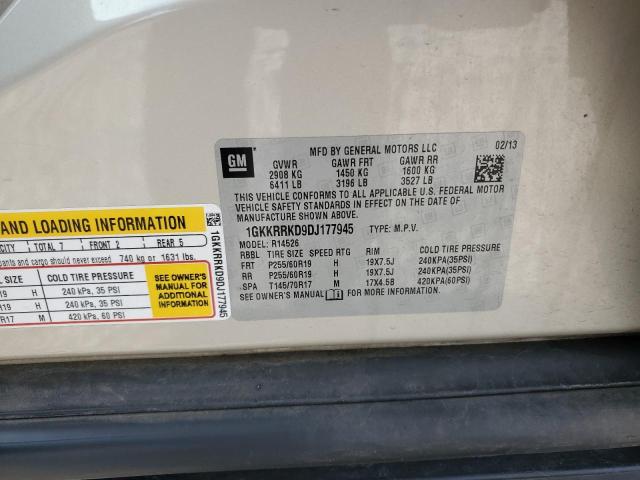 GM
MFD BY GENERAL MOTORS LLC 02/13
GVWR GAWR FRT GAWR RR
2908 KG 1450 KG 1600 KG
6411 LB 3196 LB 3527 LB
THIS VEHICLE CONFORMS TO ALL APPLICABLE U.S. FEDERAL MOTOR
VEHICLE SAFETY STANDARDS IN EFFECT ON THE DATE OF
MANUFACTURE SHOWN ABOVE.
1GKKRRKD9DJ177945 TYPE: M.P.V.
MODEL: R14526
RBBL TIRE SIZE SPEED RTG RIM COLD TIRE PRESSURE
FRT P255/60R19 H 19X7.5J 240KPA(35PSI)
RR P255/60R19 H 19X7.5J 240KPA(35PSI)
SPA T145/70R17 M 17X4.5B 420KPA(60PSI)
SEE OWNER'S MANUAL FOR MORE INFORMATION.
AND LOADING INFORMATION
CITY TOTAL 7 FRONT 2 REAR 5
pants and cargo should never exceed 740 kg or 1631 lbs.
SIZE COLD TIRE PRESSURE
R19 H 240 kPa, 35 PSI
R19 H 240 kPa, 35 PSI
R17 M 420 kPa, 60 PSI
SEE OWNER'S
MANUAL FOR
ADDITIONAL
INFORMATION
1GKKRRKD9DJ177945